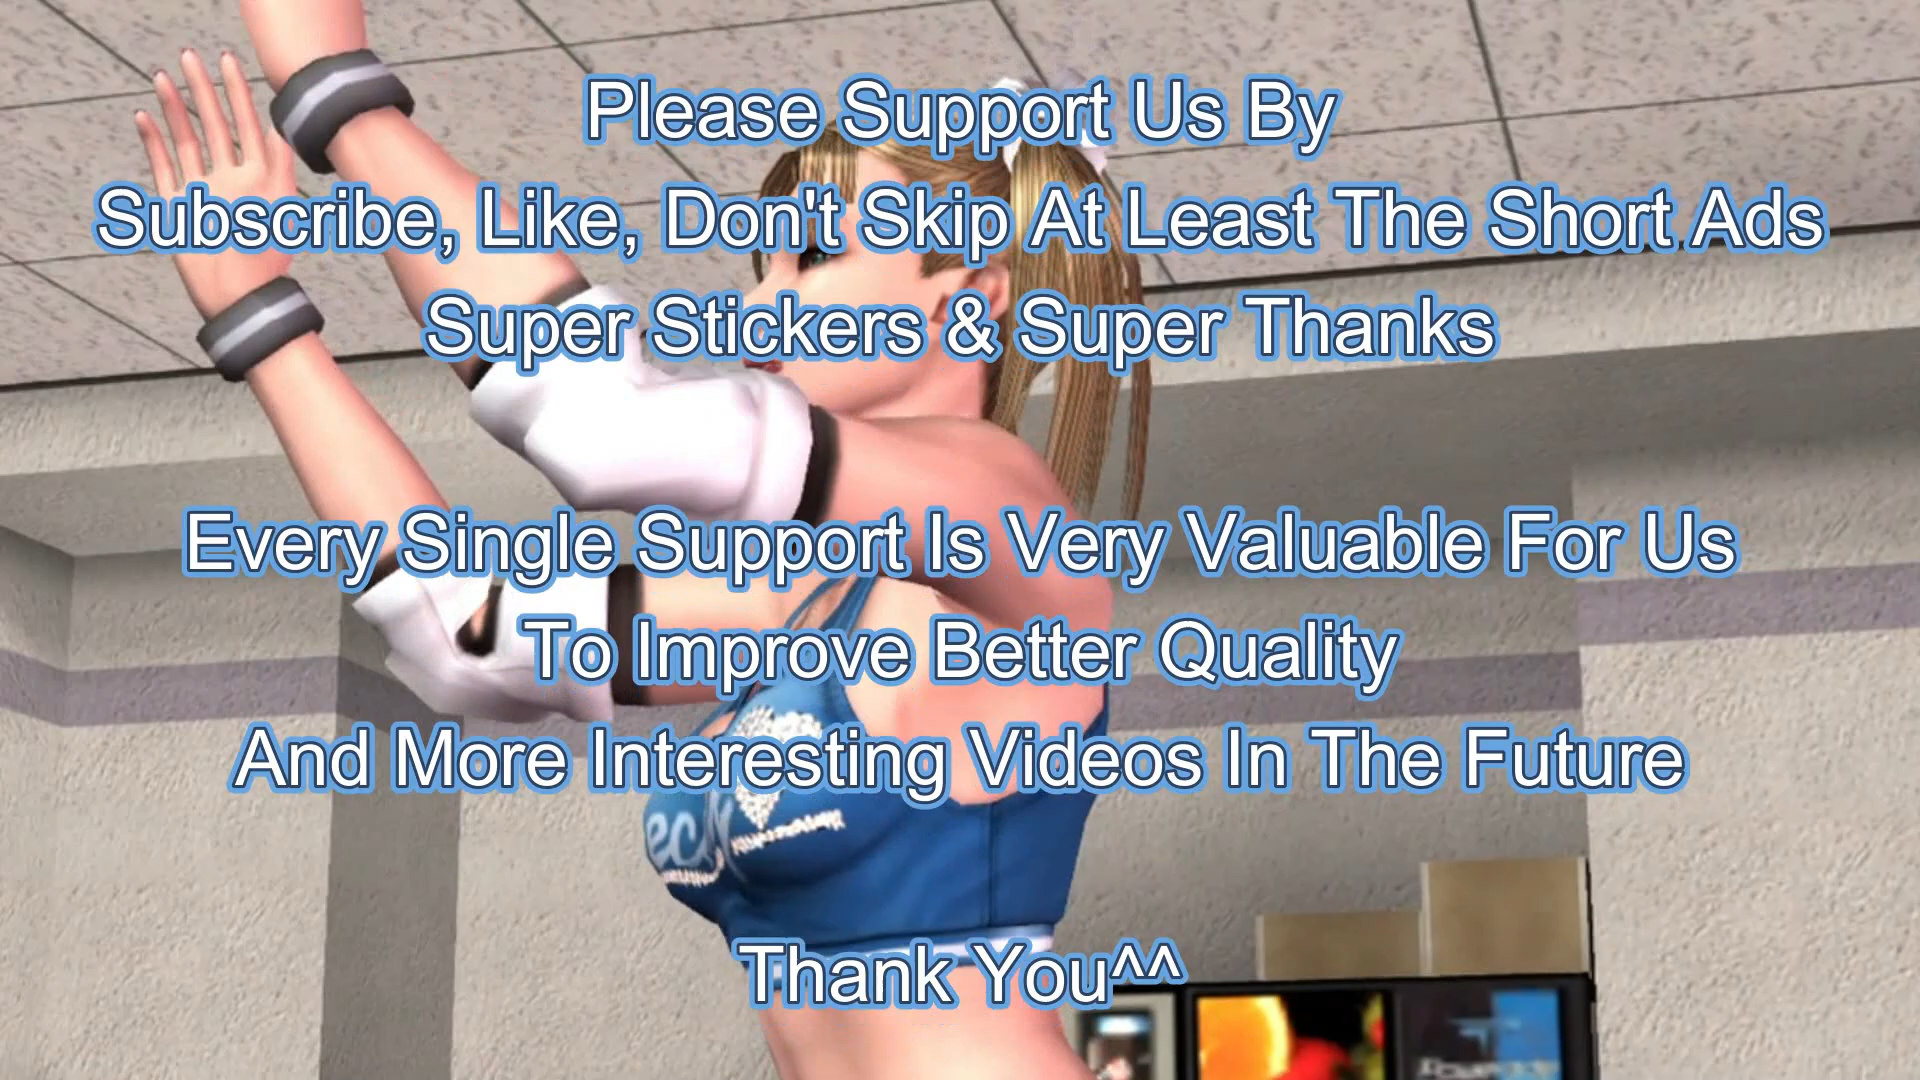 Please Support Us By
Subscribe, Like, Don't Skip At Least The Short Ads
Super Stickers & Super Thanks
Every Single Support Is Very Valuable For Us
To Improve Better Quality
And More Interesting Videos In The Future
Thank You^^